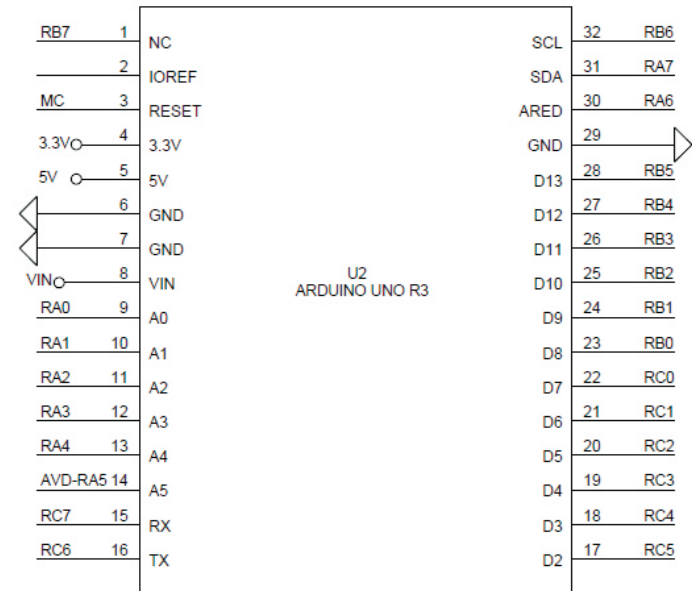 RB7 1 NC SCL 32 RB6
2 IOREF SDA 31 RA7
MC 3 RESET ARED 30 RA6
3.3V 4 3.3V GND 29
5V 5 5V D13 28 RB5
6 GND D12 27 RB4
7 GND D11 26 RB3
VIN 8 VIN U2 D10 25 RB2
ARDUINO UNO R3
RA0 9 A0 D9 24 RB1
RA1 10 A1 D8 23 RB0
RA2 11 A2 D7 22 RC0
RA3 12 A3 D6 21 RC1
RA4 13 A4 D5 20 RC2
AVD-RA5 14 A5 D4 19 RC3
RC7 15 RX D3 18 RC4
RC6 16 TX D2 17 RC5